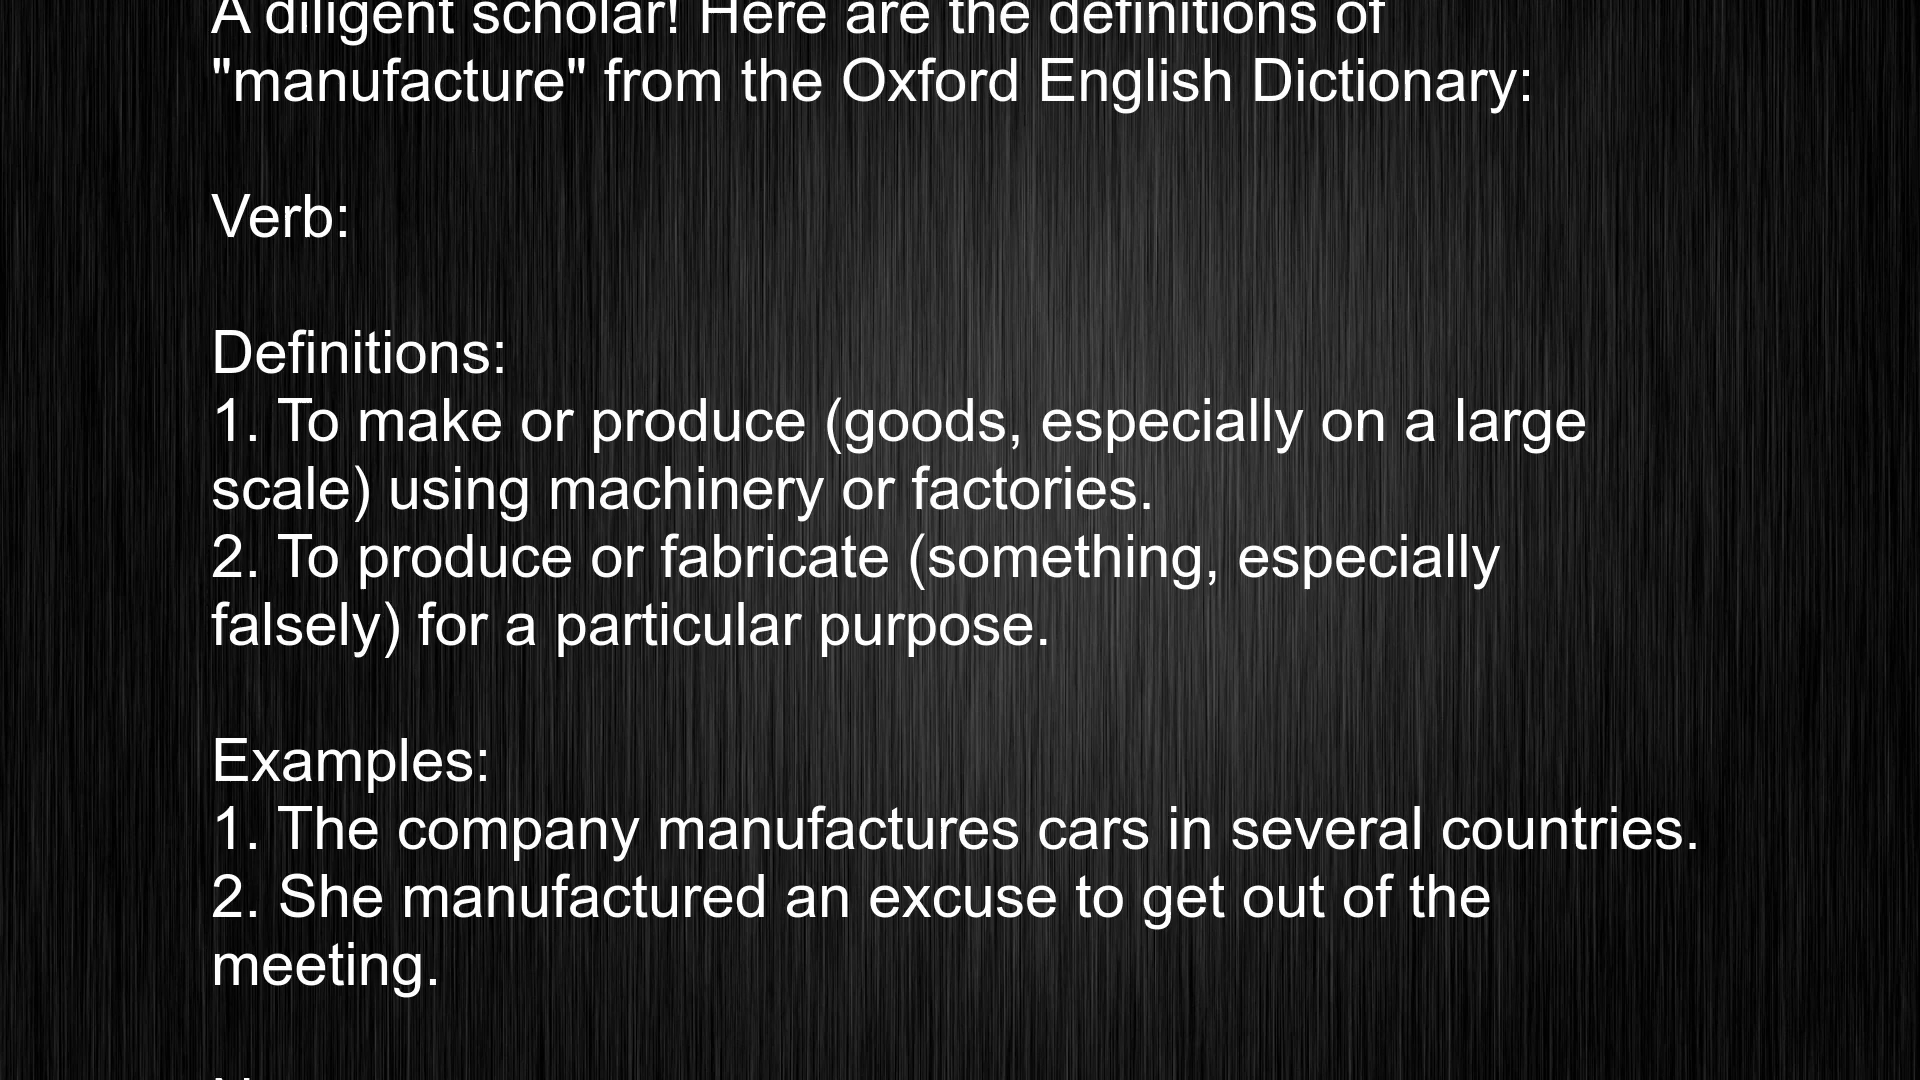 A diligent scholar! Here are the definitions of
"manufacture" from the Oxford English Dictionary:
Verb:
Definitions:
1. To make or produce (goods, especially on a large
scale) using machinery or factories.
2. To produce or fabricate (something, especially
falsely) for a particular purpose.
Examples:
1. The company manufactures cars in several countries.
2. She manufactured an excuse to get out of the
meeting.